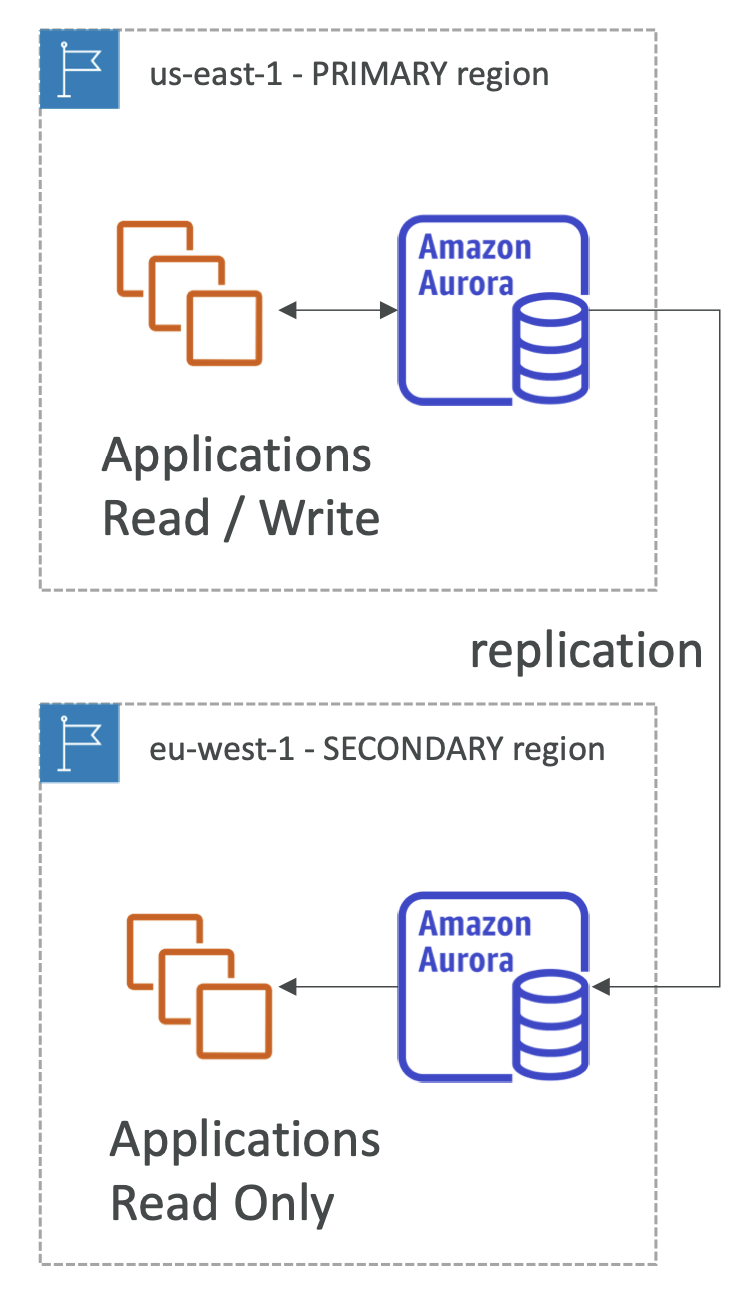 us-east-1 - PRIMARY region
Amazon
Aurora
Applications
Read / Write
replication
eu-west-1 - SECONDARY region
Amazon
Aurora
Applications
Read Only